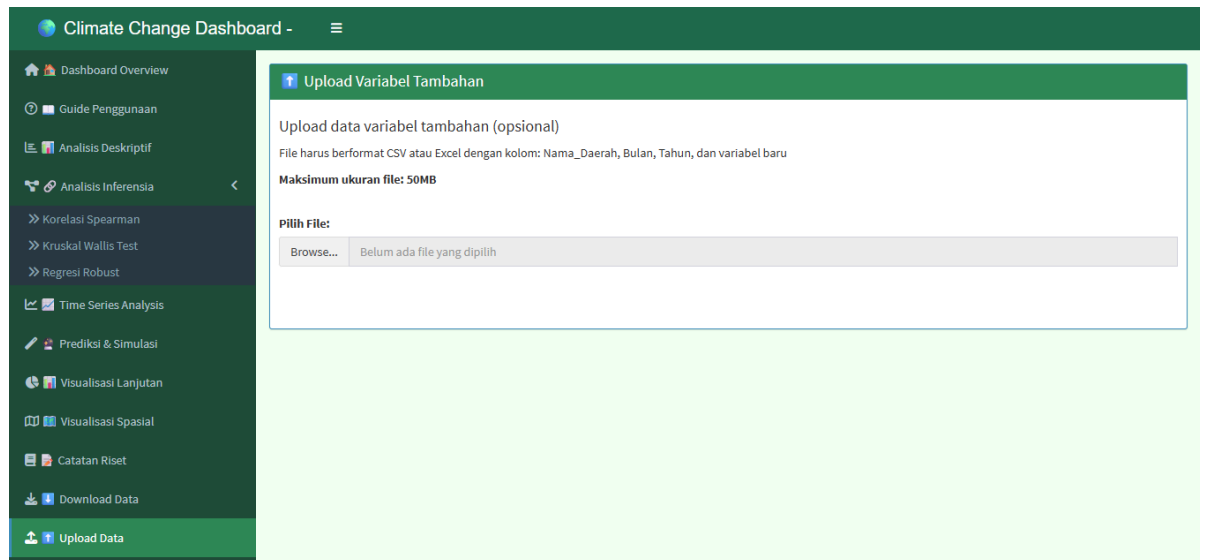 Climate Change Dashboard -
Dashboard Overview
Guide Penggunaan
Analisis Deskriptif
Analisis Inferensia
Korelasi Spearman
Kruskal Wallis Test
Regresi Robust
Time Series Analysis
Prediksi & Simulasi
Visualisasi Lanjutan
Visualisasi Spasial
Catatan Riset
Download Data
Upload Data
Upload Variabel Tambahan
Upload data variabel tambahan (opsional)
File harus berformat CSV atau Excel dengan kolom: Nama_Daerah, Bulan, Tahun, dan variabel baru
Maksimum ukuran file: 50MB
Pilih File:
Browse... Belum ada file yang dipilih